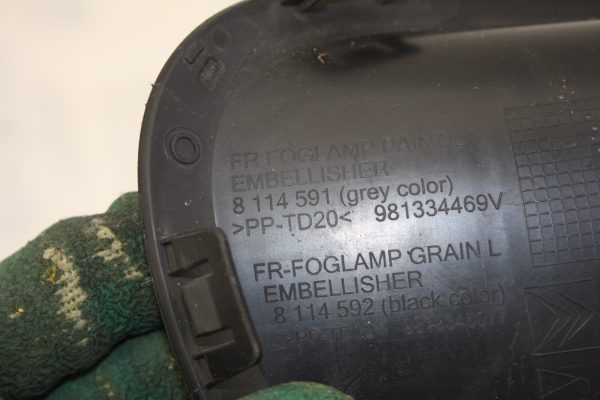 FR FOGLAMP PAINT L
EMBELLISHER
8 114 591 (grey color)
>PP-TD20< 981334469V
FR-FOGLAMP GRAIN L
EMBELLISHER
8 114 592 (black color)